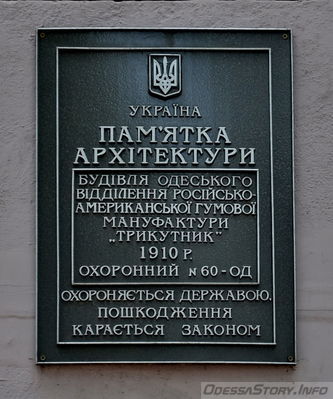 УКРАЇНА
ПАМ'ЯТКА
АРХІТЕКТУРИ
БУДІВЛЯ ОДЕСЬКОГО
ВІДДІЛЕННЯ РОСІЙСЬКО-
АМЕРИКАНСЬКОЇ ГУМОВОЇ
МАНУФАКТУРИ
„ТРИКУТНИК"
1910 Р.
ОХОРОННИЙ N 60-ОД
ОХОРОНЯЄТЬСЯ ДЕРЖАВОЮ.
ПОШКОДЖЕННЯ
КАРАЄТЬСЯ ЗАКОНОМ
OdessaStory.Info